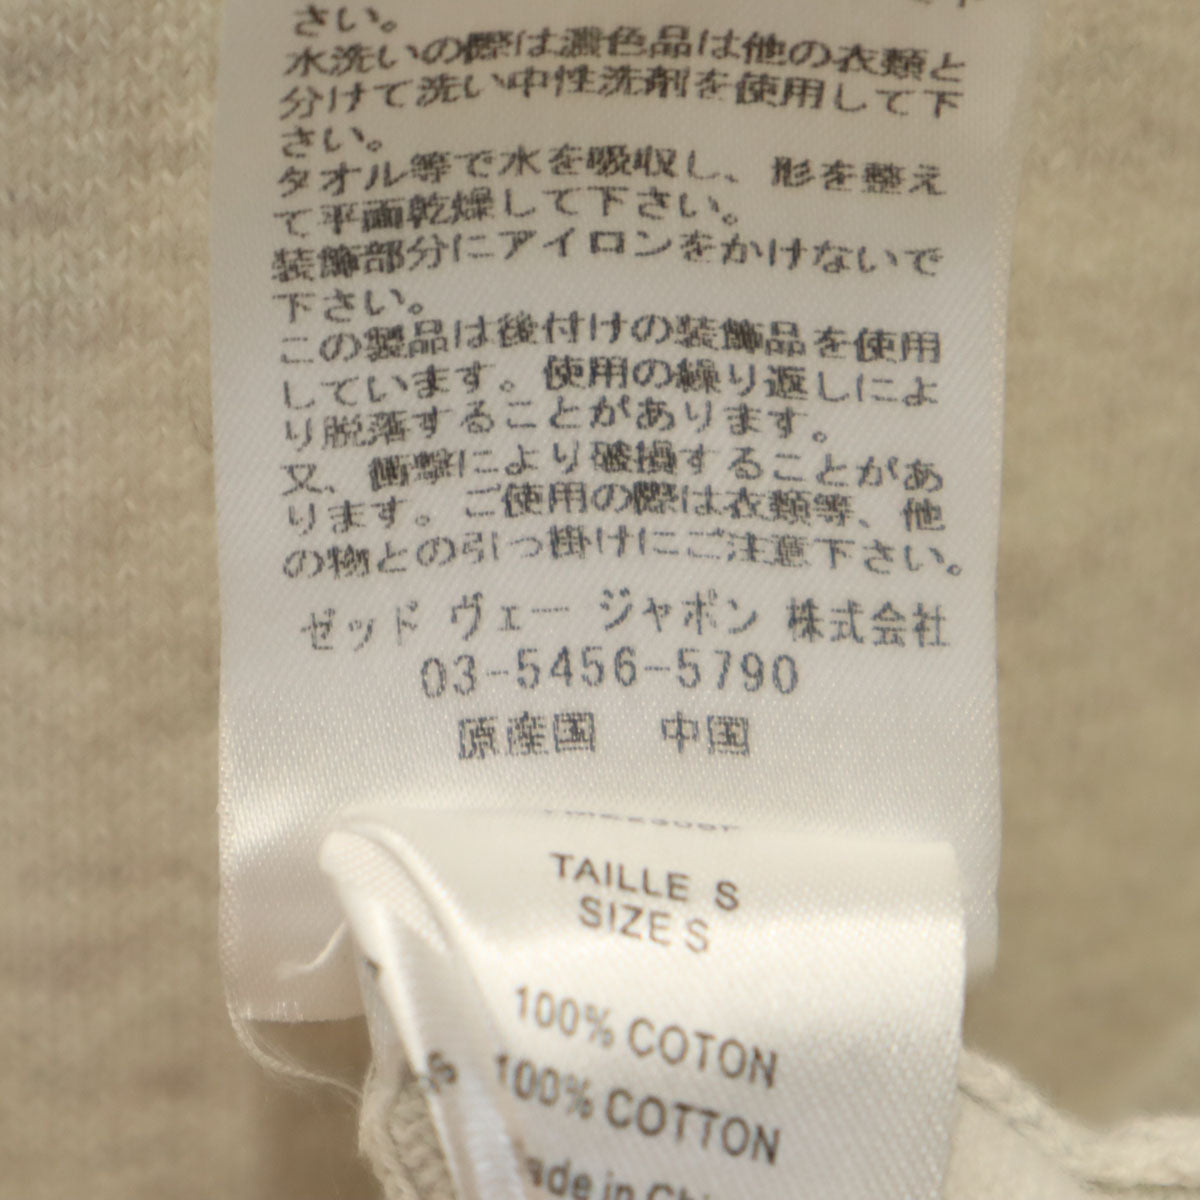 さい。
水洗いの際は濃色品は他の衣類と
分けて洗い中性洗剤を使用して下
さい。
タオル等で水を吸収し、形を整え
て平面乾燥して下さい。
装飾部分にアイロンをかけないで
下さい。
この製品は後付けの装飾品を使用
しています。使用の繰り返しによ
り脱落することがあります。
又、衝撃により破損することがあ
ります。ご使用の際は衣類等、他
の物との引っ掛けにご注意下さい。
ゼッド ヴェー ジャポン 株式会社
03-5456-5790
原産国 中国
TAILLE S
SIZE S
100% COTON
100% COTTON
Made in Chi